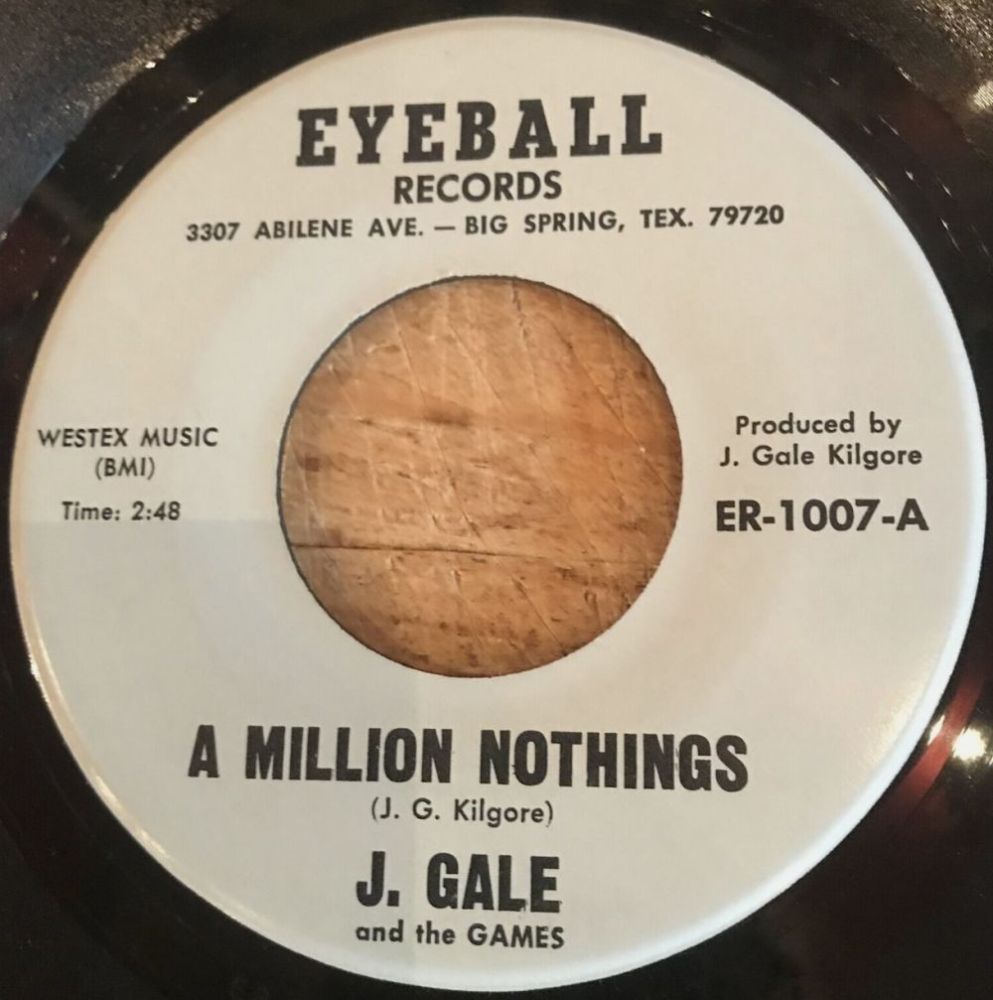 EYEBALL
RECORDS
3307 ABILENE AVE. — BIG SPRING, TEX. 79720
WESTEX MUSIC
(BMI)
Time: 2:48
Produced by
J. Gale Kilgore
ER-1007-A
A MILLION NOTHINGS
(J. G. Kilgore)
J. GALE
and the GAMES